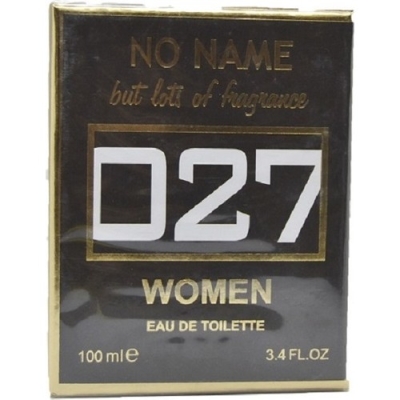 NO NAME
but lots of fragrance
027
WOMEN
EAU DE TOILETTE
100 ml e 3.4 FL.OZ